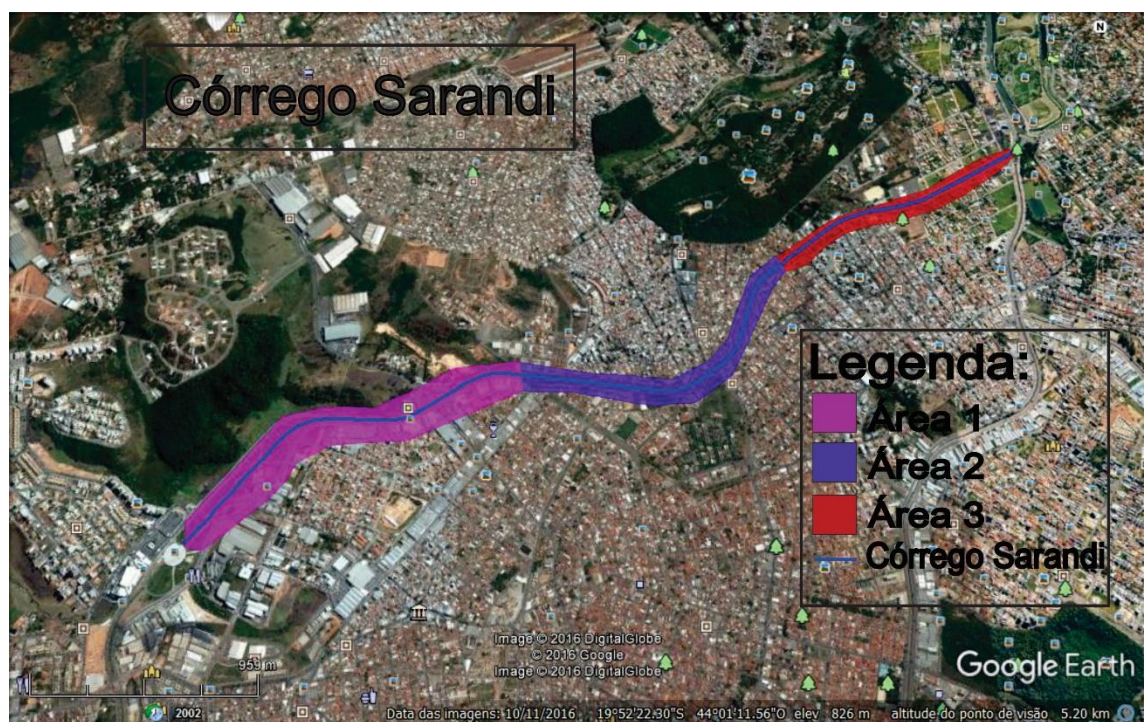 Córrego Sarandi
N
Legenda:
Área 1
Área 2
Área 3
Córrego Sarandi
Image © 2016 DigitalGlobe
© 2016 Google
Image © 2016 DigitalGlobe
Google Earth
959 m
2002
Data das imagens: 10/11/2016 19°52'22.30"S 44°01'11.56"O elev 826 m altitude do ponto de visão 5.20 km